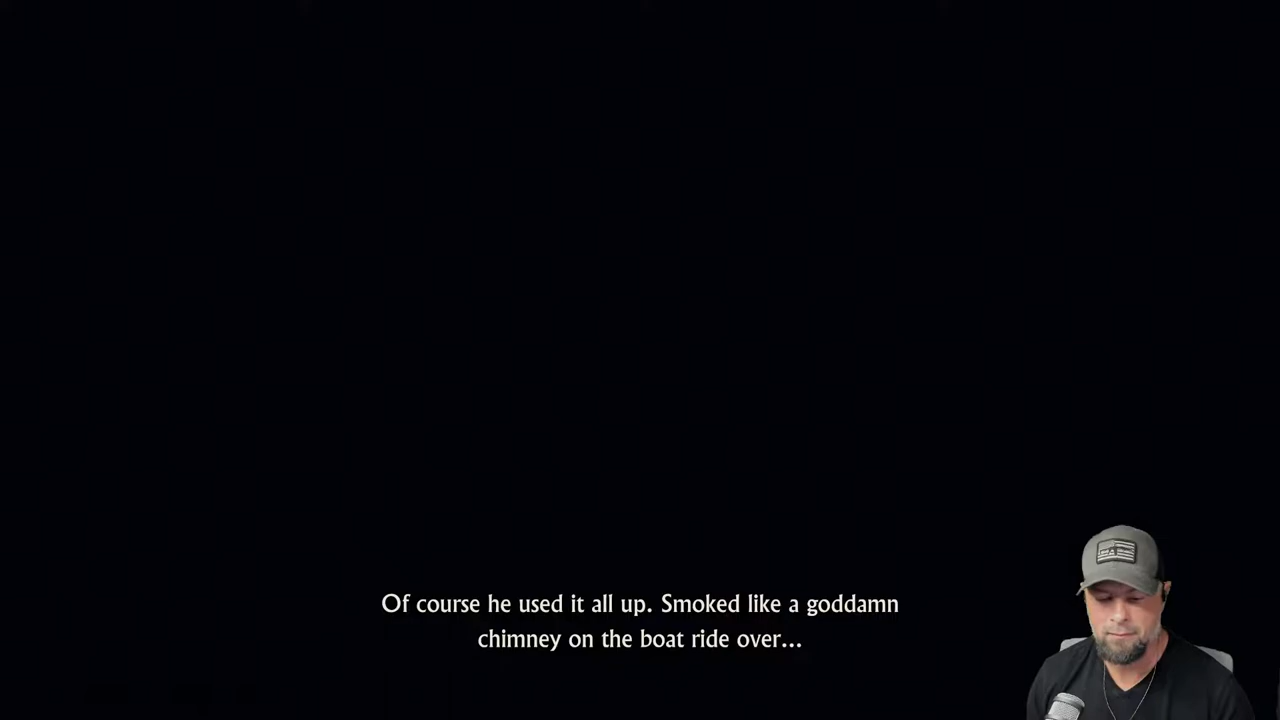 Of course he used it all up. Smoked like a goddamn
chimney on the boat ride over...